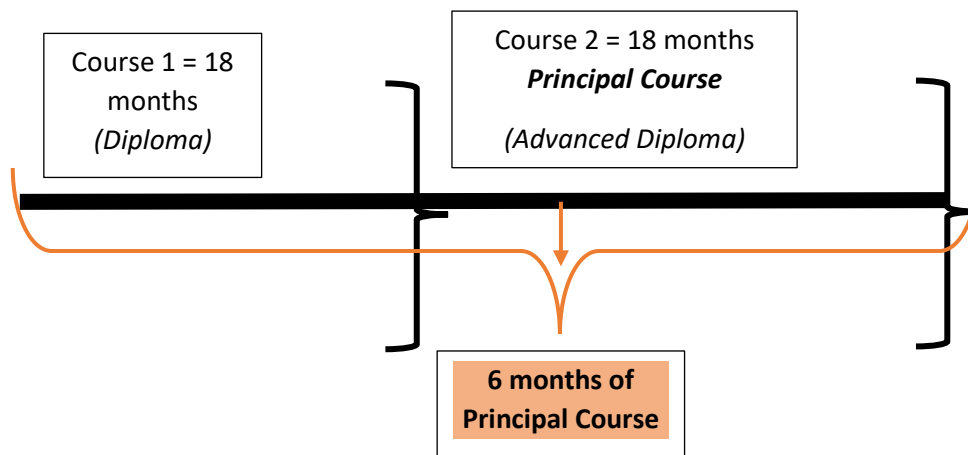 Course 1 = 18
months
(Diploma)
Course 2 = 18 months
Principal Course
(Advanced Diploma)
6 months of
Principal Course